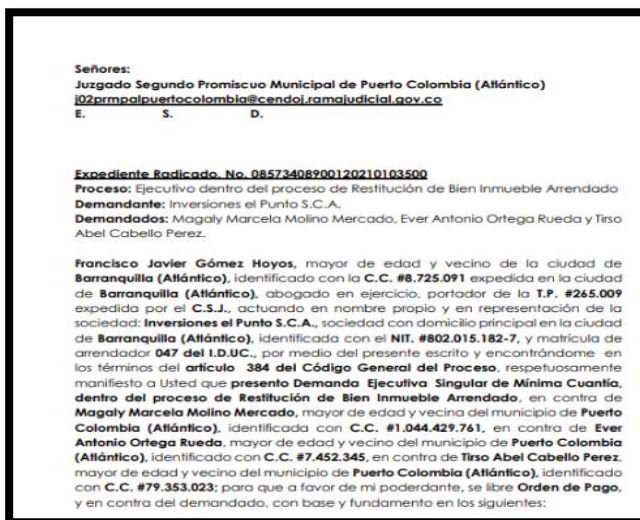 Señores:
Juzgado Segundo Promiscuo Municipal de Puerto Colombia (Atlántico)
j02prmpalpuertocolombia@cendoj.ramajudicial.gov.co
E. S. D.
Expediente Radicado. No. 08573408900120210103500
Proceso: Ejecutivo dentro del proceso de Restitución de Bien Inmueble Arrendado
Demandante: Inversiones el Punto S.C.A.
Demandados: Magaly Marcela Molino Mercado, Ever Antonio Ortega Rueda y Tirso
Abel Cabello Perez.
Francisco Javier Gómez Hoyos, mayor de edad y vecino de la ciudad de
Barranquilla (Atlántico), identificado con la C.C. #8.725.091 expedida en la ciudad
de Barranquilla (Atlántico), abogado en ejercicio, portador de la T.P. #265.009
expedida por el C.S.J., actuando en nombre propio y en representación de la
sociedad: Inversiones el Punto S.C.A., sociedad con domicilio principal en la ciudad
de Barranquilla (Atlántico), identificada con el NIT. #802.015.182-7, y matrícula de
arrendador 047 del I.D.UC., por medio del presente escrito y encontrándome en
los términos del artículo 384 del Código General del Proceso, respetuosamente
manifiesto a Usted que presento Demanda Ejecutiva Singular de Mínima Cuantía,
dentro del proceso de Restitución de Bien Inmueble Arrendado, en contra de
Magaly Marcela Molino Mercado, mayor de edad y vecina del municipio de Puerto
Colombia (Atlántico), identificada con C.C. #1.044.429.761, en contra de Ever
Antonio Ortega Rueda, mayor de edad y vecino del municipio de Puerto Colombia
(Atlántico), identificado con C.C. #7.452.345, en contra de Tirso Abel Cabello Perez.
mayor de edad y vecino del municipio de Puerto Colombia (Atlántico), identificado
con C.C. #79.353.023; para que a favor de mi poderdante, se libre Orden de Pago,
y en contra del demandado, con base y fundamento en los siguientes: